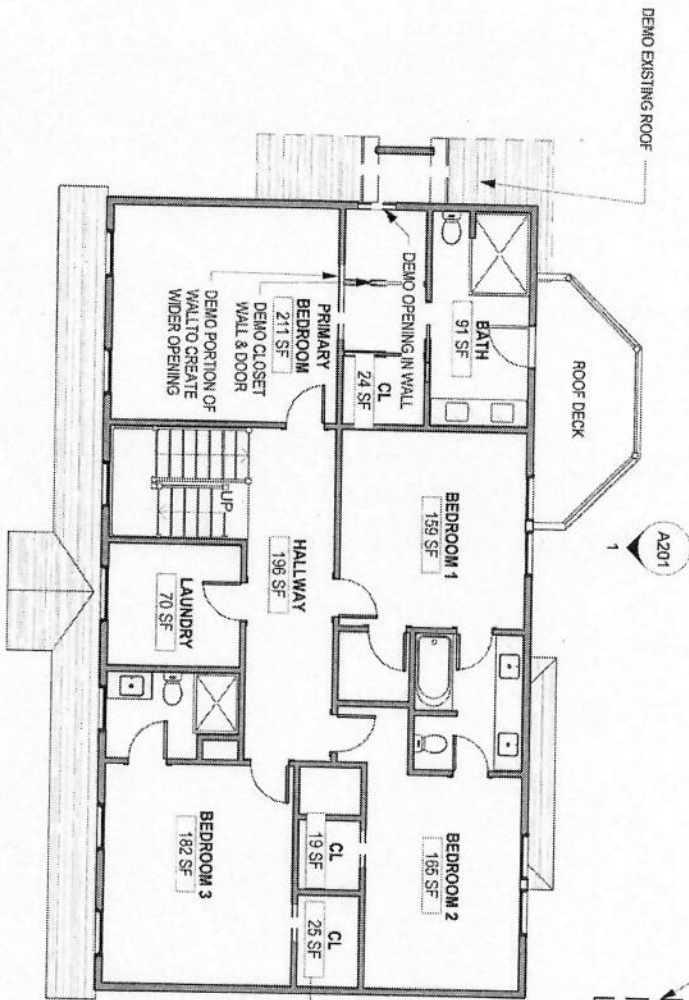 DEMO EXISTING ROOF
ROOF DECK
A201
1
BATH
91 SF
DEMO OPENING IN WALL
CL
24 SF
PRIMARY
BEDROOM
211 SF
DEMO CLOSET
WALL & DOOR
DEMO PORTION OF
WALL TO CREATE
WIDER OPENING
BEDROOM 1
159 SF
HALLWAY
196 SF
UP
LAUNDRY
70 SF
BEDROOM 2
165 SF
CL
19 SF
CL
25 SF
BEDROOM 3
182 SF